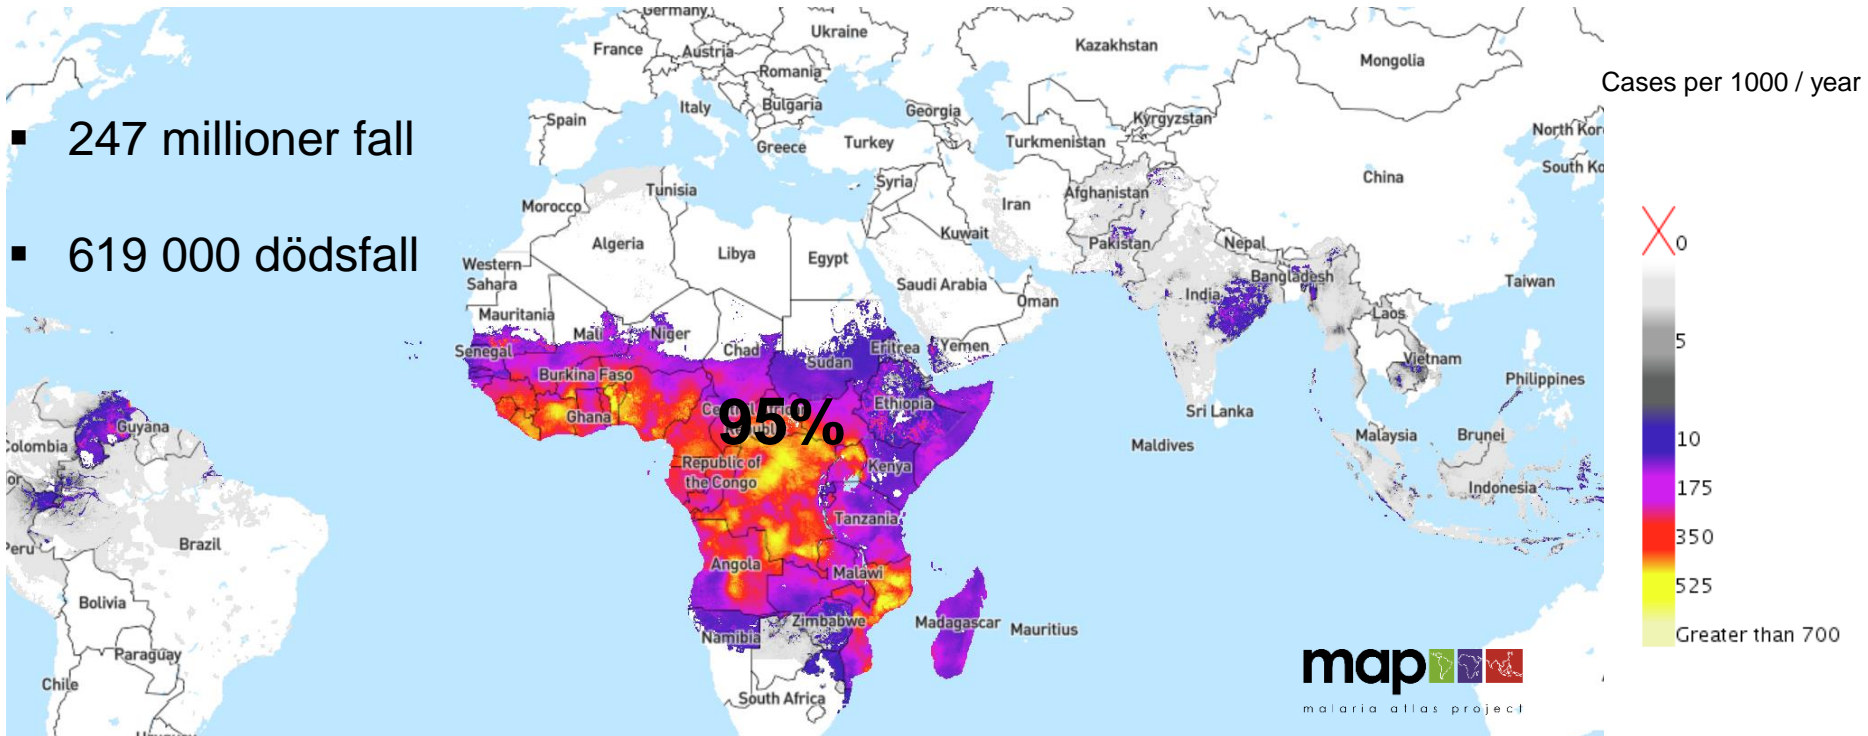 Germany
Ukraine
France
Austria
Kazakhstan
Mongolia
Romania
Cases per 1000 / year
Italy
Bulgaria
Georgia
Spain
Kyrgyzstan
North Kor
▪ 247 millioner fall
Greece
Turkey
Turkmenistan
South Ko
China
Syria
Tunisia
Afghanistan
Morocco
Iran
Kuwait
Algeria
Pakistan
Nepal
0
▪ 619 000 dödsfall
Libya
Egypt
Western
Sahara
Saudi Arabia
Bangladesh
Taiwan
India
Oman
Mauritania
Laos
Mali
Niger
Senegal
Chad
Eritrea
Yemen
5
Sudan
Vietnam
Burkina Faso
Philippines
Ethiopia
Ghana
95%
Sri Lanka
Guyana
Malaysia
Brunei
10
Colombia
Maldives
Republic of
the Congo
Kenya
Indonesia
175
Tanzania
Peru
Brazil
350
Angola
Malawi
525
Bolivia
Zimbabwe
Madagascar
Mauritius
Namibia
Greater than 700
Paraguay
map
Chile
South Africa
malaria atlas project